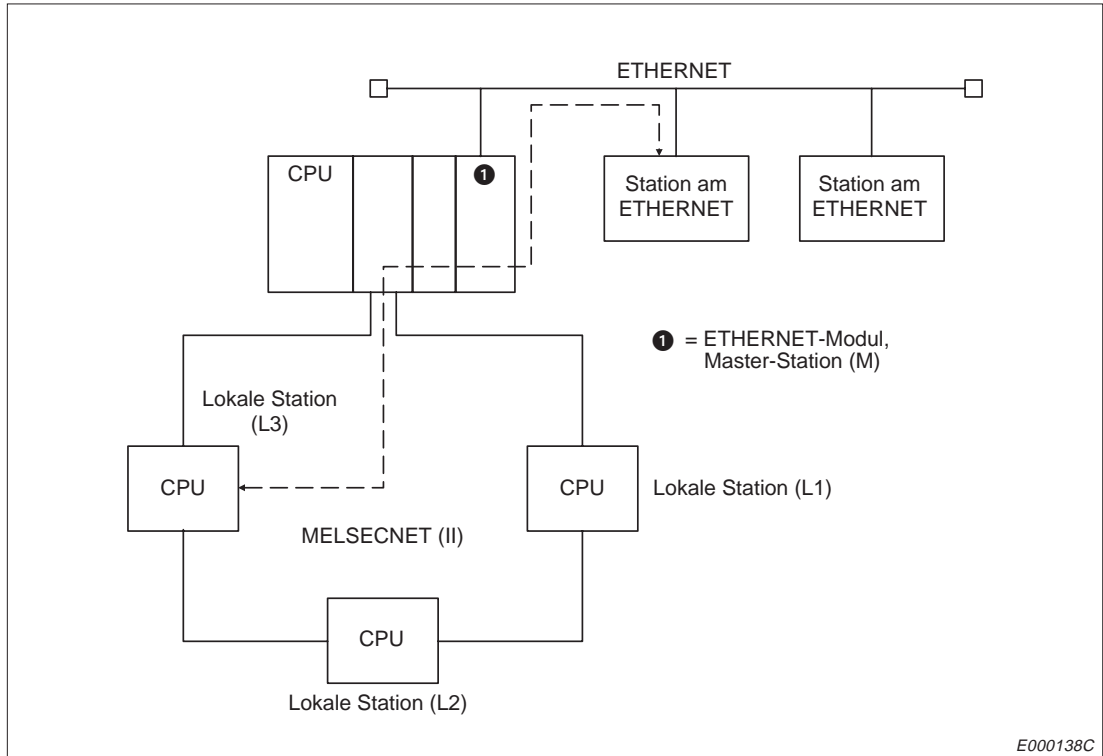 ETHERNET
CPU
❶
Station am
ETHERNET
Station am
ETHERNET
❶ = ETHERNET-Modul,
Master-Station (M)
Lokale Station
(L3)
CPU
CPU
Lokale Station (L1)
MELSECNET (II)
CPU
Lokale Station (L2)
E000138C